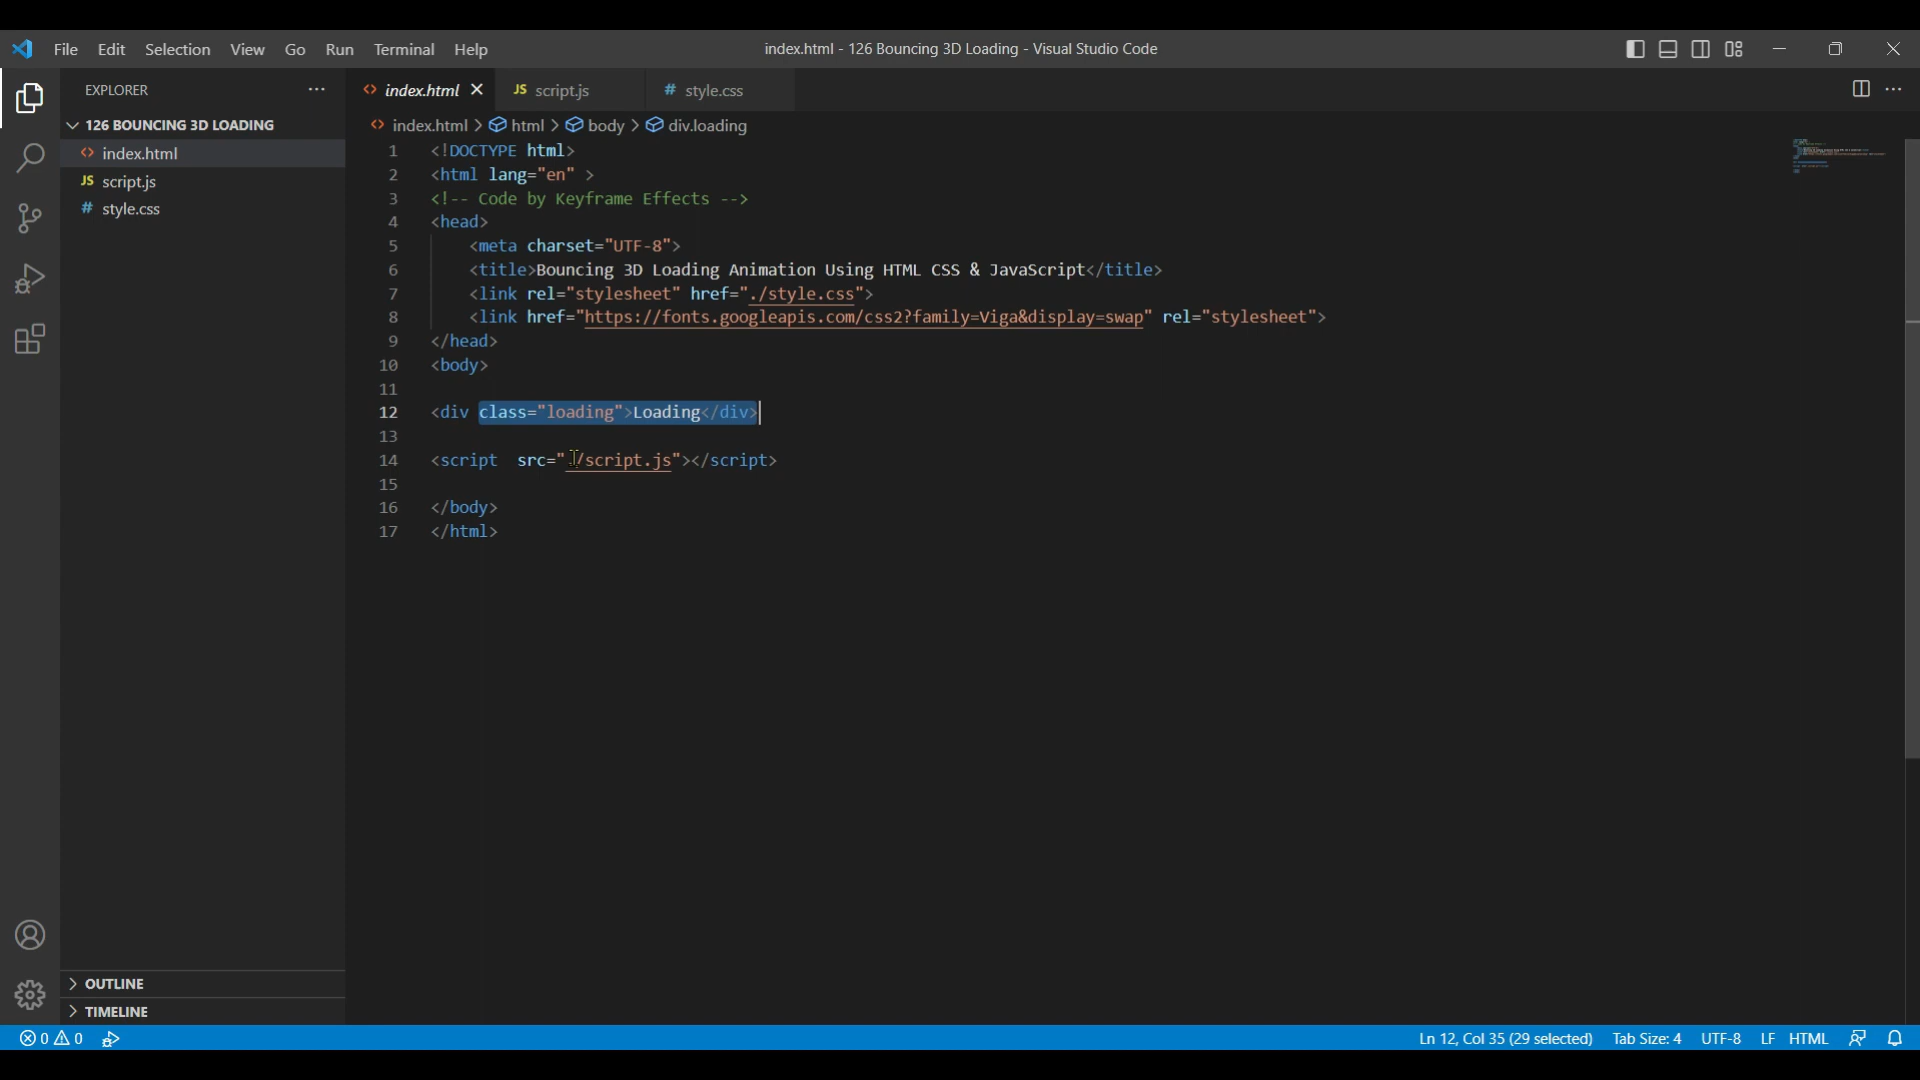 File Edit Selection View Go Run Terminal Help
index.html - 126 Bouncing 3D Loading - Visual Studio Code
EXPLORER
126 BOUNCING 3D LOADING
<> index.html
JS script.js
# style.css
OUTLINE
TIMELINE
<> index.html JS script.js # style.css
<> index.html > html > body > div.loading
1 <!DOCTYPE html>
2 <html lang="en" >
3 <!-- Code by Keyframe Effects -->
4 <head>
5 <meta charset="UTF-8">
6 <title>Bouncing 3D Loading Animation Using HTML CSS & JavaScript</title>
7 <link rel="stylesheet" href="./style.css">
8 <link href="https://fonts.googleapis.com/css2?family=Viga&display=swap" rel="stylesheet">
9 </head>
10 <body>
11
12 <div class="loading">Loading</div>
13
14 <script  src="./script.js"></script>
15
16 </body>
17 </html>
0 0 Ln 12, Col 35 (29 selected) Tab Size: 4 UTF-8 LF HTML